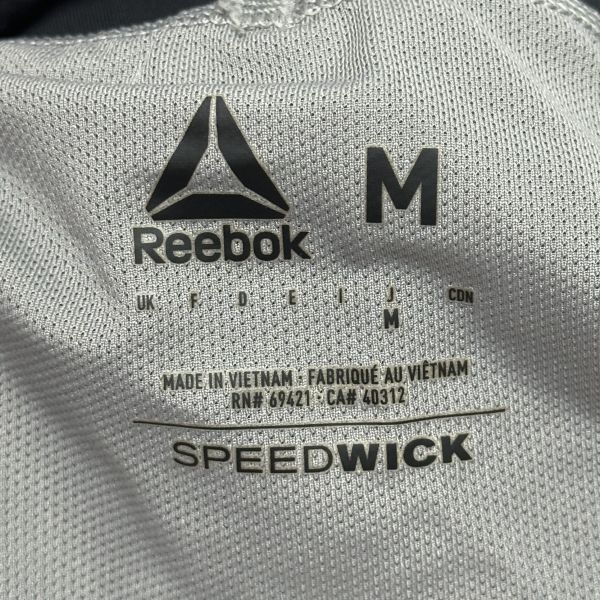 M
Reebok
UK F D E I J CDN
M
MADE IN VIETNAM · FABRIQUÉ AU VIÊTNAM
RN# 69421 · CA# 40312
SPEEDWICK